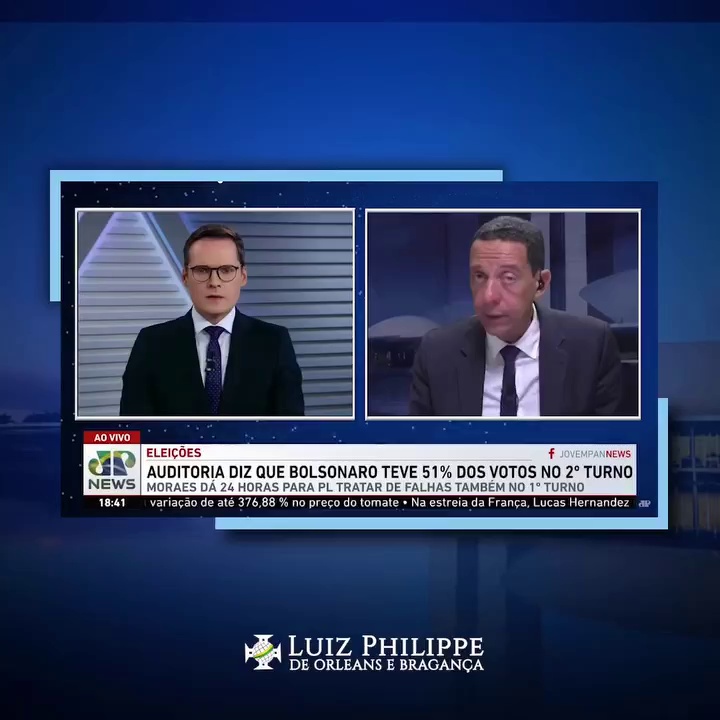 AO VIVO
ELEIÇÕES
f JOVEMPANNEWS
JP
NEWS
AUDITORIA DIZ QUE BOLSONARO TEVE 51% DOS VOTOS NO 2º TURNO
MORAES DÁ 24 HORAS PARA PL TRATAR DE FALHAS TAMBÉM NO 1º TURNO
18:41
variação de até 376,88 % no preço do tomate • Na estreia da França, Lucas Hernandez
JP
LUIZ PHILIPPE
DE ORLEANS E BRAGANÇA